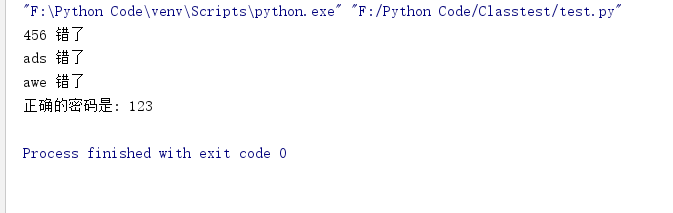 "F:\Python Code\venv\Scripts\python.exe" "F:/Python Code/Classtest/test.py"
456 错了
ads 错了
awe 错了
正确的密码是: 123
Process finished with exit code 0